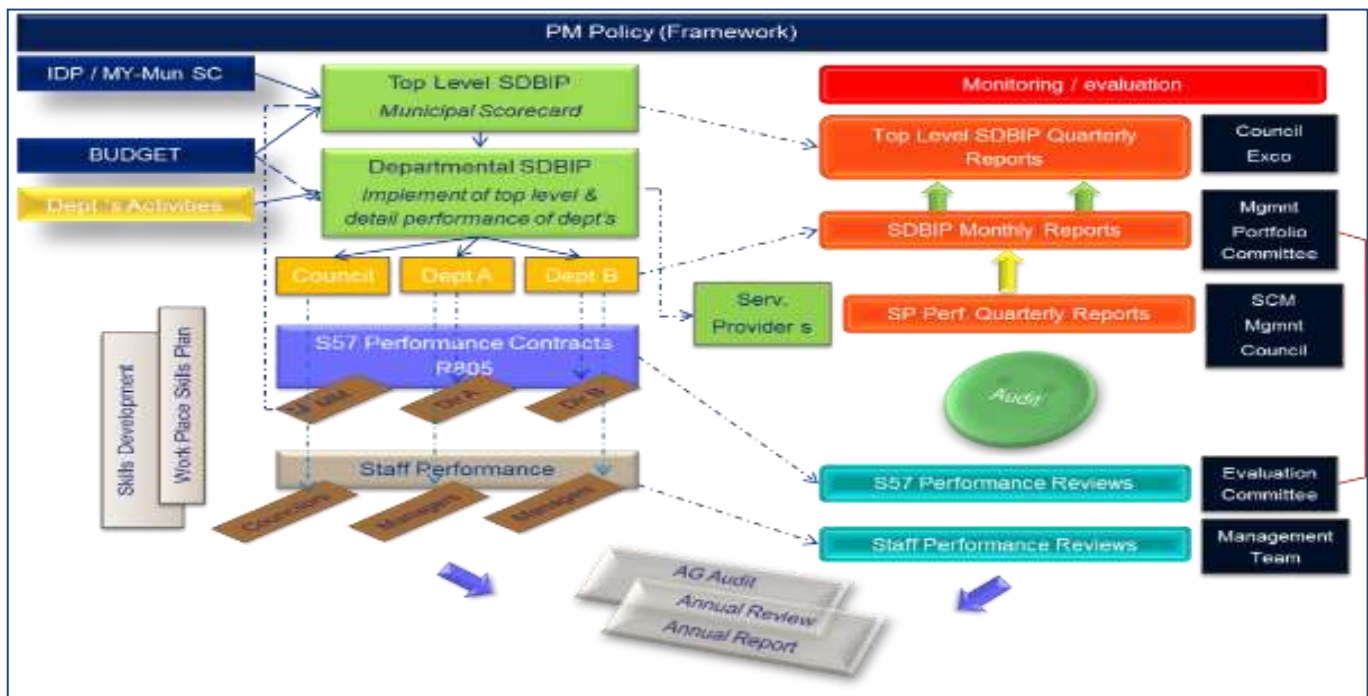 PM Policy (Framework)
IDP / MY-Mun SC
BUDGET
Dept 's Activities
Top Level SDBIP
Municipal Scorecard
Departmental SDBIP
Implement of top level &
detail performance of dept's
Council
Dept A
Dept B
Serv.
Provider s
S57 Performance Contracts
R805
MM
Div A
Div B
Staff Performance
Councils
Managers
Managers
Skills Development
Work Place Skills Plan
Monitoring / evaluation
Top Level SDBIP Quarterly
Reports
Council
Exco
SDBIP Monthly Reports
Mgmnt
Portfolio
Committee
SP Perf. Quarterly Reports
SCM
Mgmnt
Council
Audit
S57 Performance Reviews
Evaluation
Committee
Staff Performance Reviews
Management
Team
AG Audit
Annual Review
Annual Report